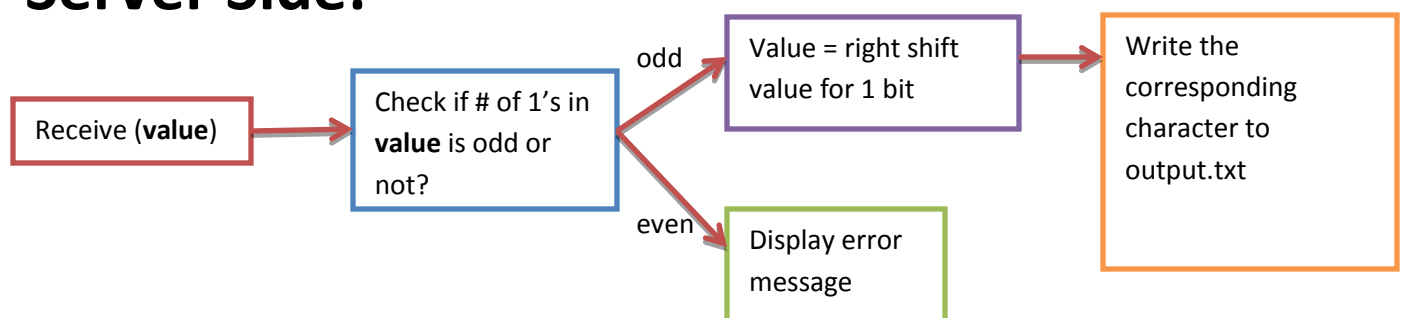 Server Side:
Receive (value)
Check if # of 1’s in
value is odd or
not?
odd
even
Value = right shift
value for 1 bit
Display error
message
Write the
corresponding
character to
output.txt